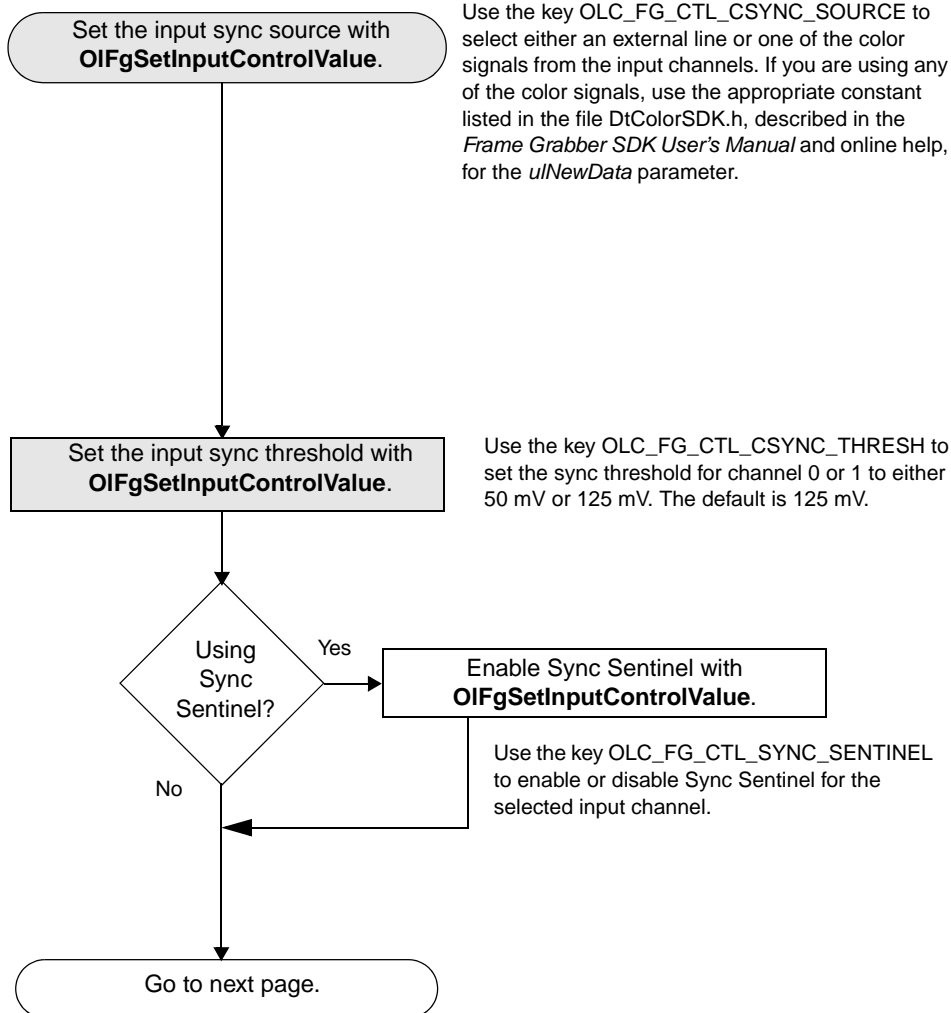 Set the input sync source with
OlFgSetInputControlValue.
Use the key OLC_FG_CTL_CSYNC_SOURCE to
select either an external line or one of the color
signals from the input channels. If you are using any
of the color signals, use the appropriate constant
listed in the file DtColorSDK.h, described in the
Frame Grabber SDK User's Manual and online help,
for the ulNewData parameter.
Set the input sync threshold with
OlFgSetInputControlValue.
Use the key OLC_FG_CTL_CSYNC_THRESH to
set the sync threshold for channel 0 or 1 to either
50 mV or 125 mV. The default is 125 mV.
Using
Sync
Sentinel?
Yes
Enable Sync Sentinel with
OlFgSetInputControlValue.
Use the key OLC_FG_CTL_SYNC_SENTINEL
to enable or disable Sync Sentinel for the
selected input channel.
No
Go to next page.